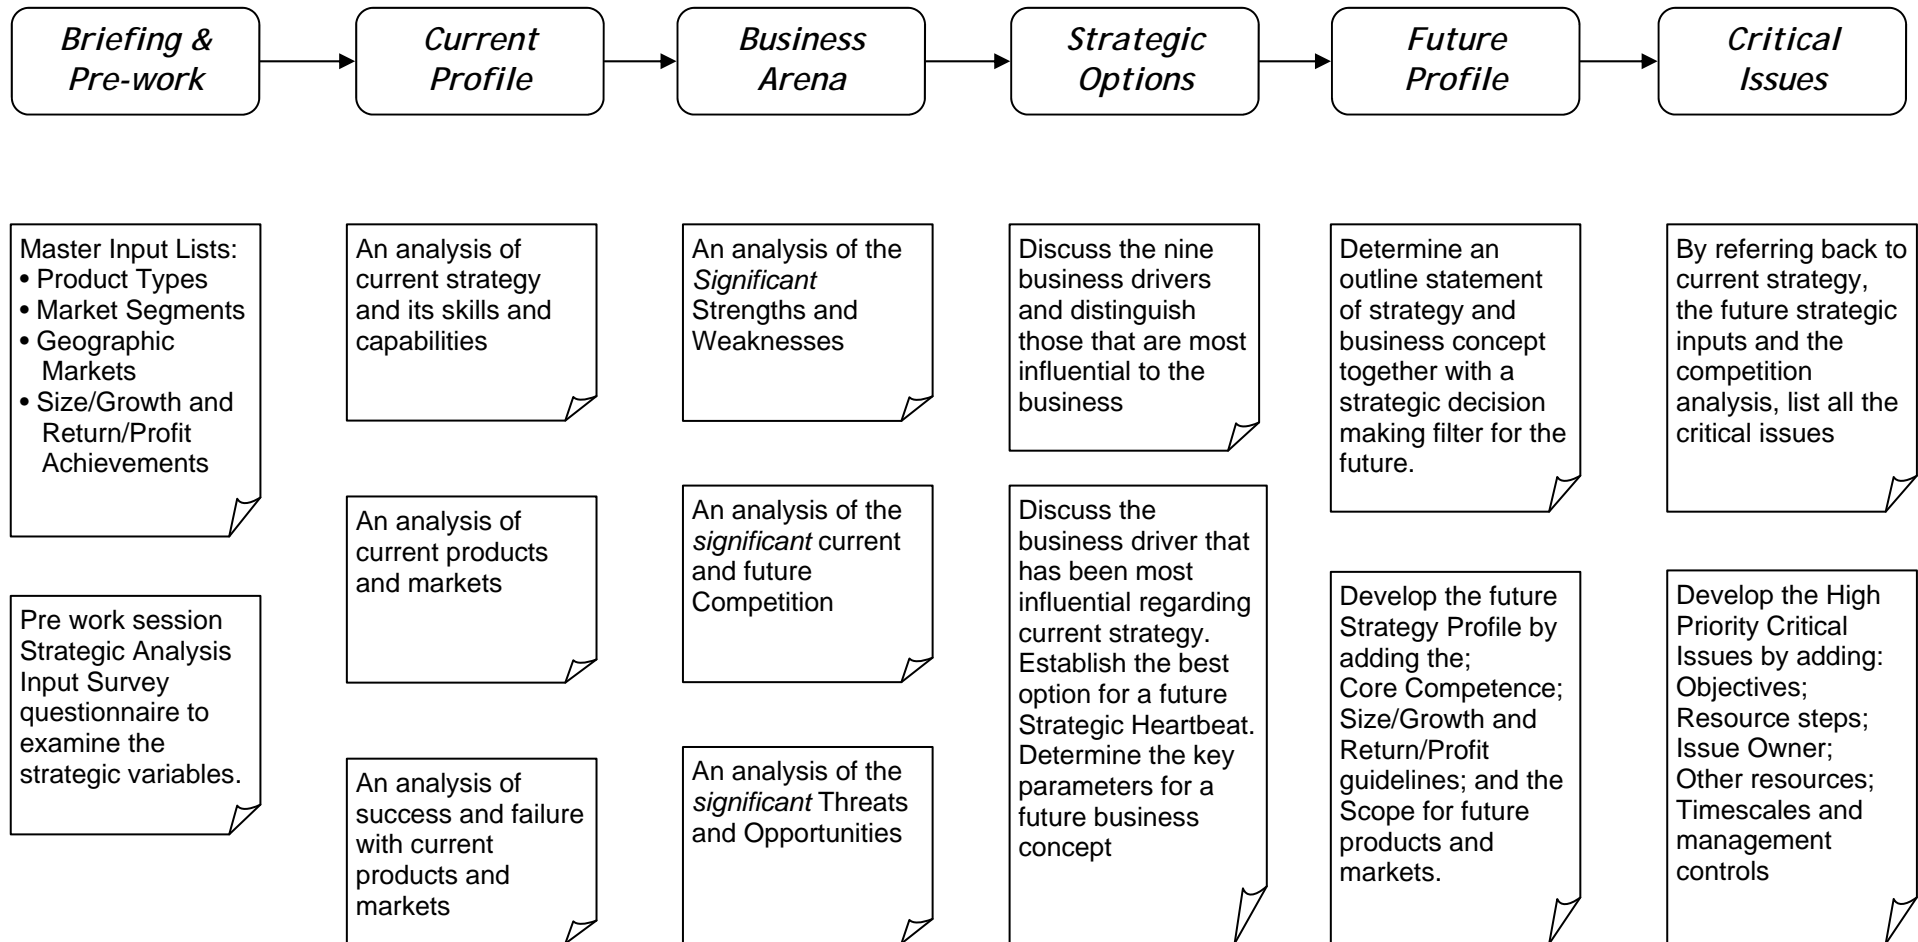 Briefing &
Pre-work
Current
Profile
Business
Arena
Strategic
Options
Future
Profile
Critical
Issues
Master Input Lists:
• Product Types
• Market Segments
• Geographic
Markets
• Size/Growth and
Return/Profit
Achievements
Pre work session
Strategic Analysis
Input Survey
questionnaire to
examine the
strategic variables.
An analysis of
current strategy
and its skills and
capabilities
An analysis of
current products
and markets
An analysis of
success and failure
with current
products and
markets
An analysis of the
Significant
Strengths and
Weaknesses
An analysis of the
significant current
and future
Competition
An analysis of the
significant Threats
and Opportunities
Discuss the nine
business drivers
and distinguish
those that are most
influential to the
business
Discuss the
business driver that
has been most
influential regarding
current strategy.
Establish the best
option for a future
Strategic Heartbeat.
Determine the key
parameters for a
future business
concept
Determine an
outline statement
of strategy and
business concept
together with a
strategic decision
making filter for the
future.
Develop the future
Strategy Profile by
adding the;
Core Competence;
Size/Growth and
Return/Profit
guidelines; and the
Scope for future
products and
markets.
By referring back to
current strategy,
the future strategic
inputs and the
competition
analysis, list all the
critical issues
Develop the High
Priority Critical
Issues by adding:
Objectives;
Resource steps;
Issue Owner;
Other resources;
Timescales and
management
controls